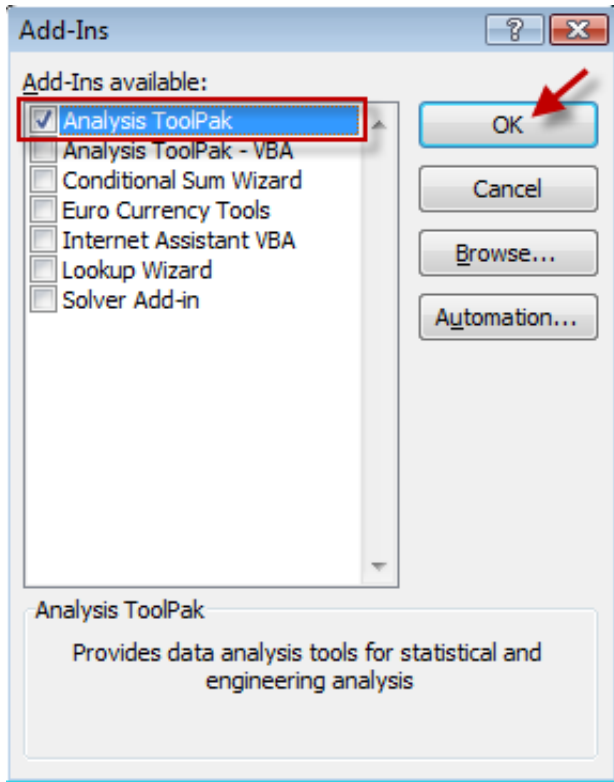 Add-Ins
?
Add-Ins available:
Analysis ToolPak
Analysis ToolPak - VBA
Conditional Sum Wizard
Euro Currency Tools
Internet Assistant VBA
Lookup Wizard
Solver Add-in
OK
Cancel
Browse...
Automation...
Analysis ToolPak
Provides data analysis tools for statistical and
engineering analysis